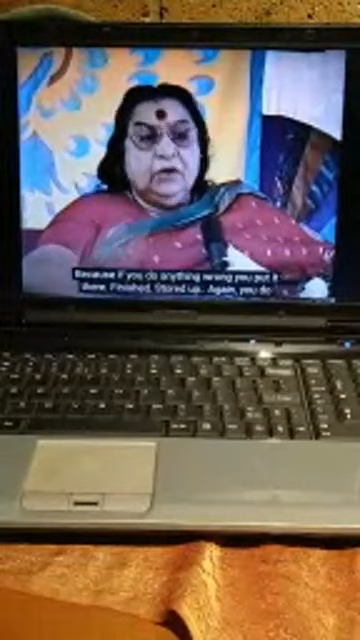 Because if you do anything wrong you put it
there. Finished. Stored up. Again, you do